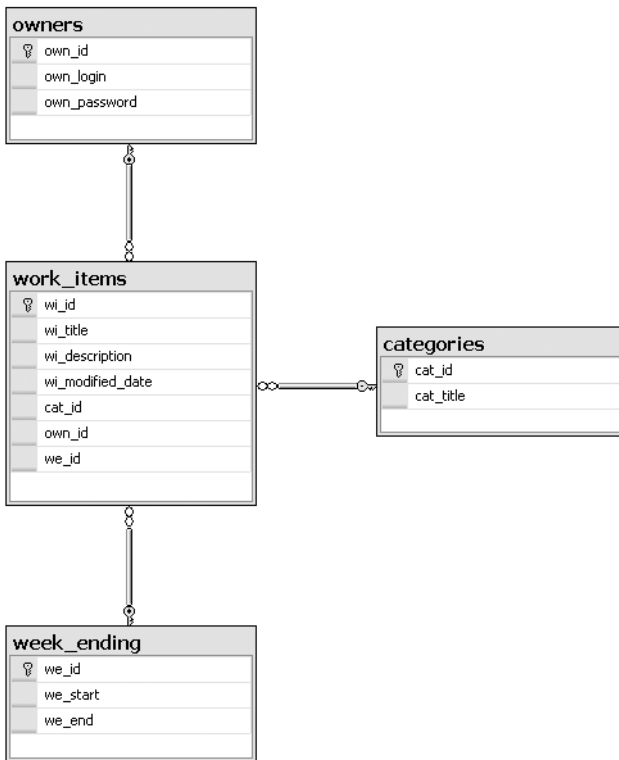 owners
own_id
own_login
own_password
work_items
wi_id
wi_title
wi_description
wi_modified_date
cat_id
own_id
we_id
categories
cat_id
cat_title
week_ending
we_id
we_start
we_end